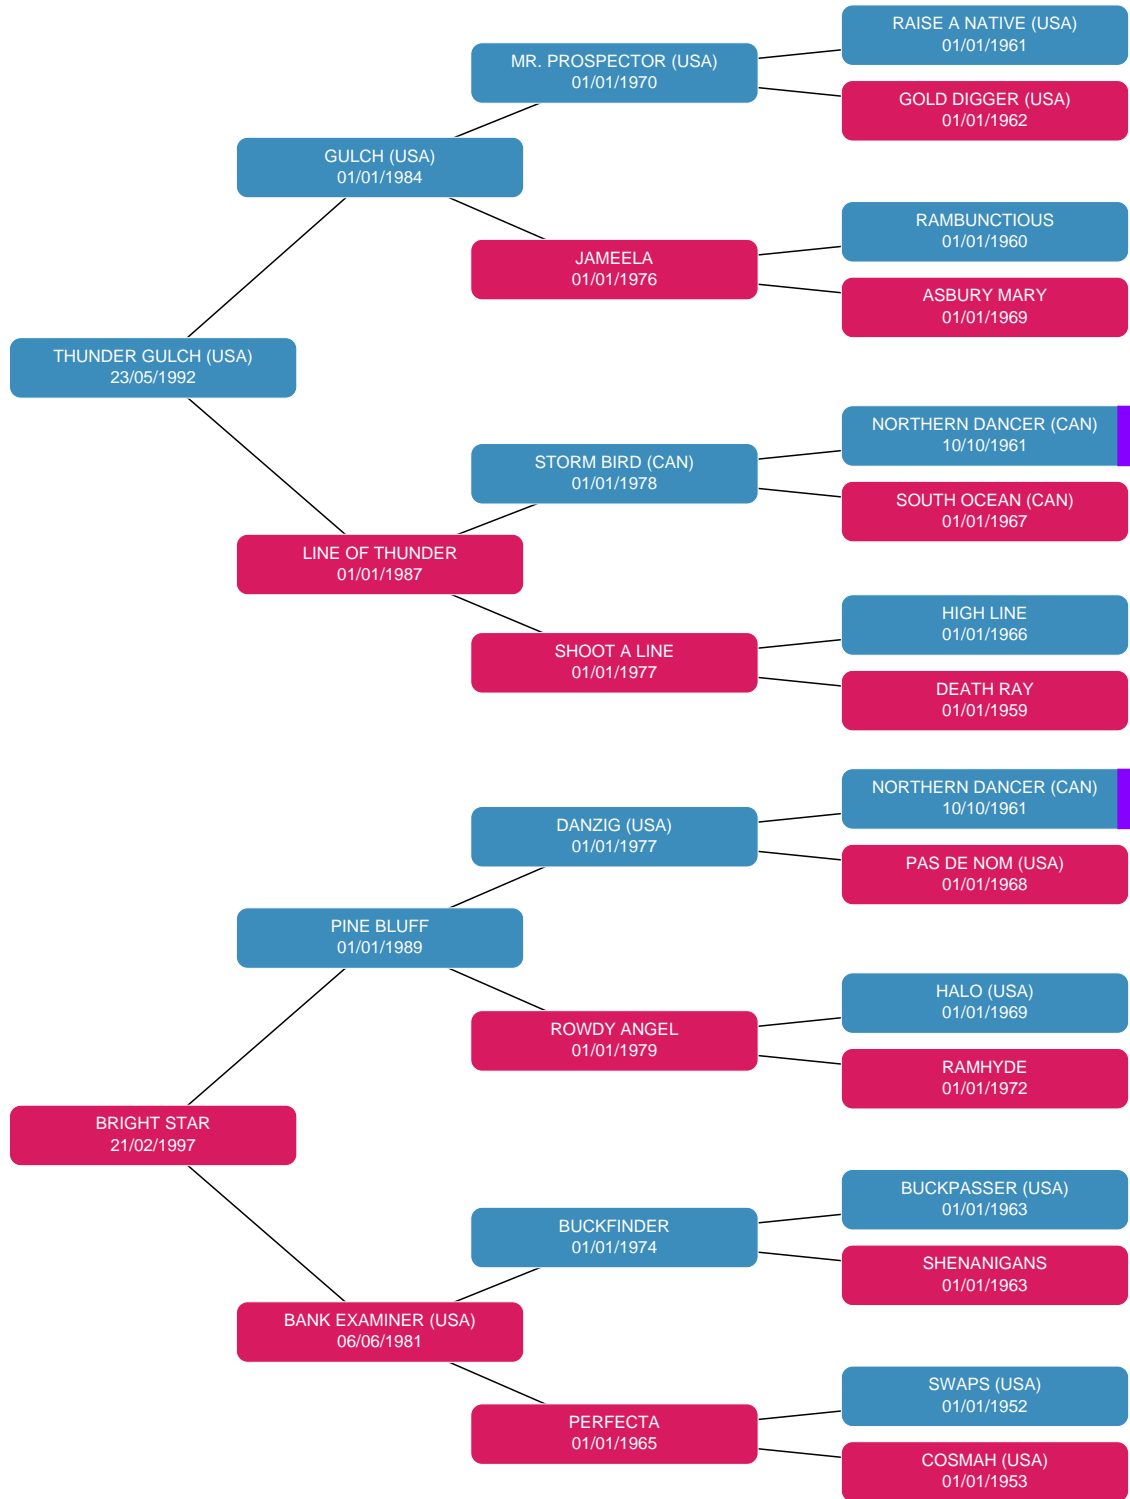 RAISE A NATIVE (USA)
01/01/1961
MR. PROSPECTOR (USA)
01/01/1970
GOLD DIGGER (USA)
01/01/1962
GULCH (USA)
01/01/1984
RAMBUNCTIOUS
01/01/1960
JAMEELA
01/01/1976
ASBURY MARY
01/01/1969
THUNDER GULCH (USA)
23/05/1992
NORTHERN DANCER (CAN)
10/10/1961
STORM BIRD (CAN)
01/01/1978
SOUTH OCEAN (CAN)
01/01/1967
LINE OF THUNDER
01/01/1987
HIGH LINE
01/01/1966
SHOOT A LINE
01/01/1977
DEATH RAY
01/01/1959
NORTHERN DANCER (CAN)
10/10/1961
DANZIG (USA)
01/01/1977
PAS DE NOM (USA)
01/01/1968
PINE BLUFF
01/01/1989
HALO (USA)
01/01/1969
ROWDY ANGEL
01/01/1979
RAMHYDE
01/01/1972
BRIGHT STAR
21/02/1997
BUCKPASSER (USA)
01/01/1963
BUCKFINDER
01/01/1974
SHENANIGANS
01/01/1963
BANK EXAMINER (USA)
06/06/1981
SWAPS (USA)
01/01/1952
PERFECTA
01/01/1965
COSMAH (USA)
01/01/1953